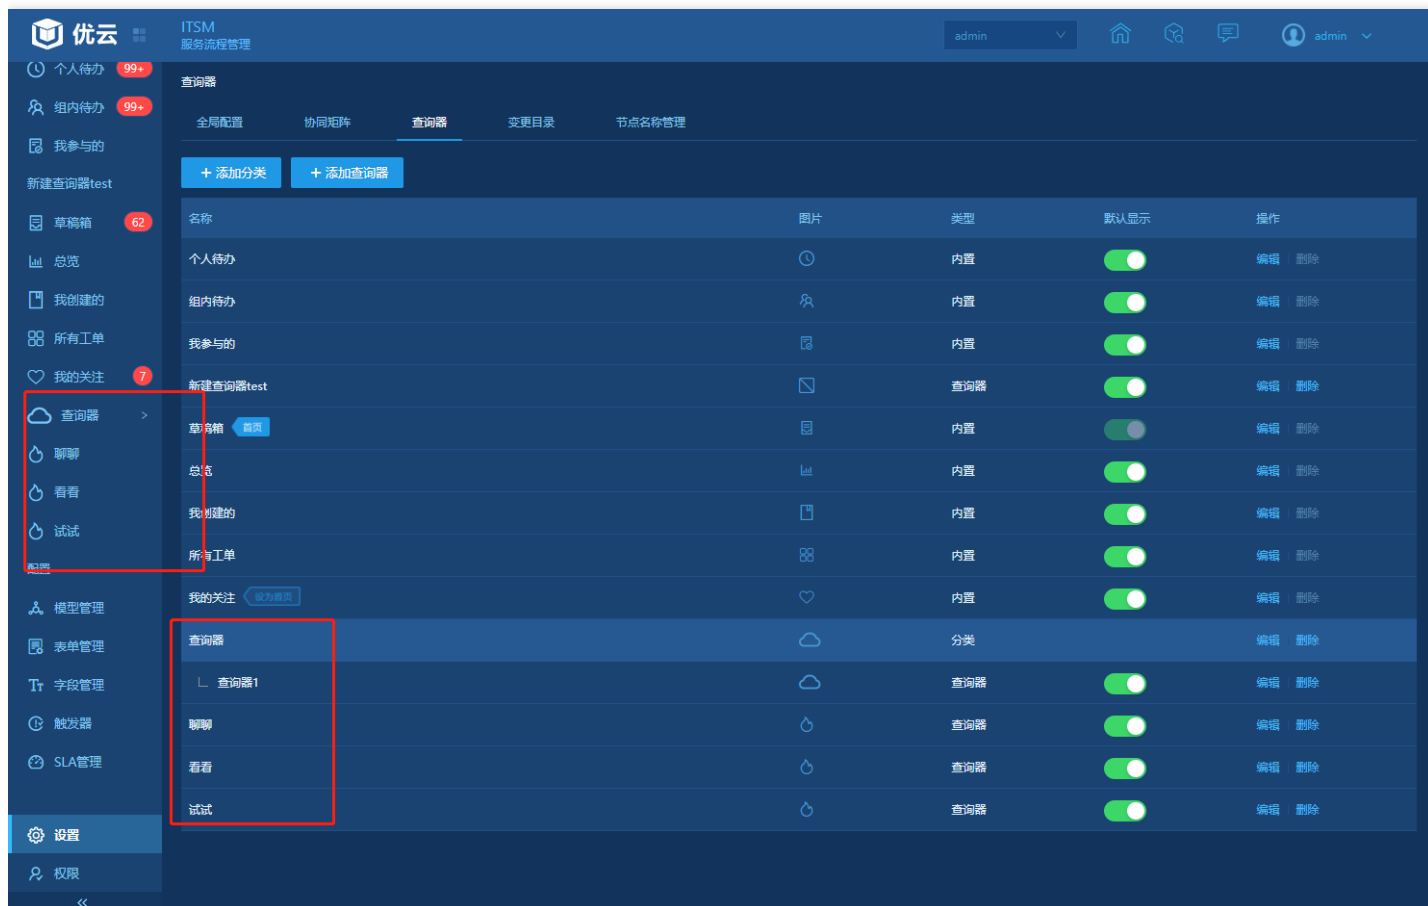 优云
ITSM
服务流程管理
admin
admin
个人待办 99+
组内待办 99+
我参与的
新建查询器test
草稿箱 62
总览
我创建的
所有工单
我的关注 7
查询器 >
聊聊
看看
试试
配置
模型管理
表单管理
字段管理
触发器
SLA管理
设置
权限
查询器
全局配置 协同矩阵 查询器 变更目录 节点名称管理
+ 添加分类 + 添加查询器
名称 图片 类型 默认显示 操作
个人待办 内置 编辑 删除
组内待办 内置 编辑 删除
我参与的 内置 编辑 删除
新建查询器test 查询器 编辑 删除
草稿箱 首页 内置 编辑 删除
总览 内置 编辑 删除
我创建的 内置 编辑 删除
所有工单 内置 编辑 删除
我的关注 设为首页 内置 编辑 删除
查询器 分类 编辑 删除
查询器1 查询器 编辑 删除
聊聊 查询器 编辑 删除
看看 查询器 编辑 删除
试试 查询器 编辑 删除